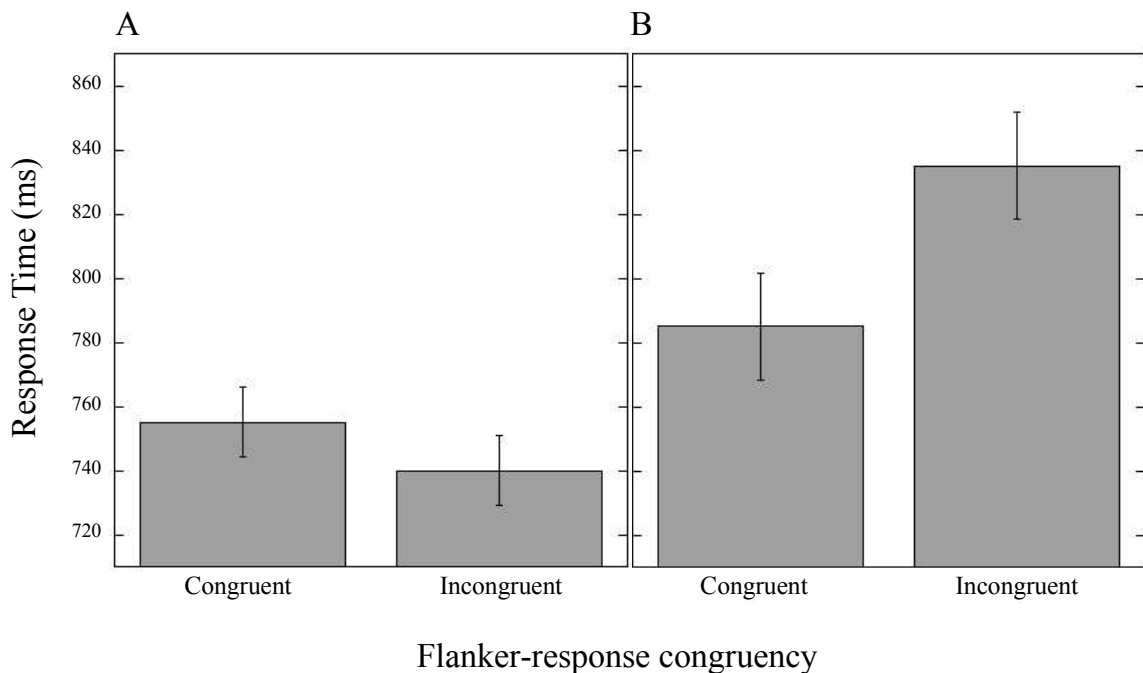 A
B
860
840
820
800
780
760
740
720
Response Time (ms)
Congruent
Incongruent
Congruent
Incongruent
Flanker-response congruency